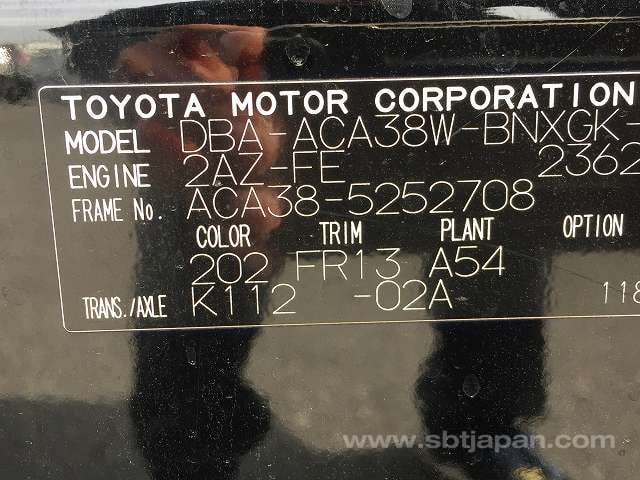 TOYOTA MOTOR CORPORATION
MODEL DBA-ACA38W-BNXGK-
ENGINE 2AZ-FE 2362
FRAME No. ACA38-5252708
COLOR TRIM PLANT OPTION
202 FR13 A54
TRANS./AXLE K112 -02A 118
www.sbtjapan.com